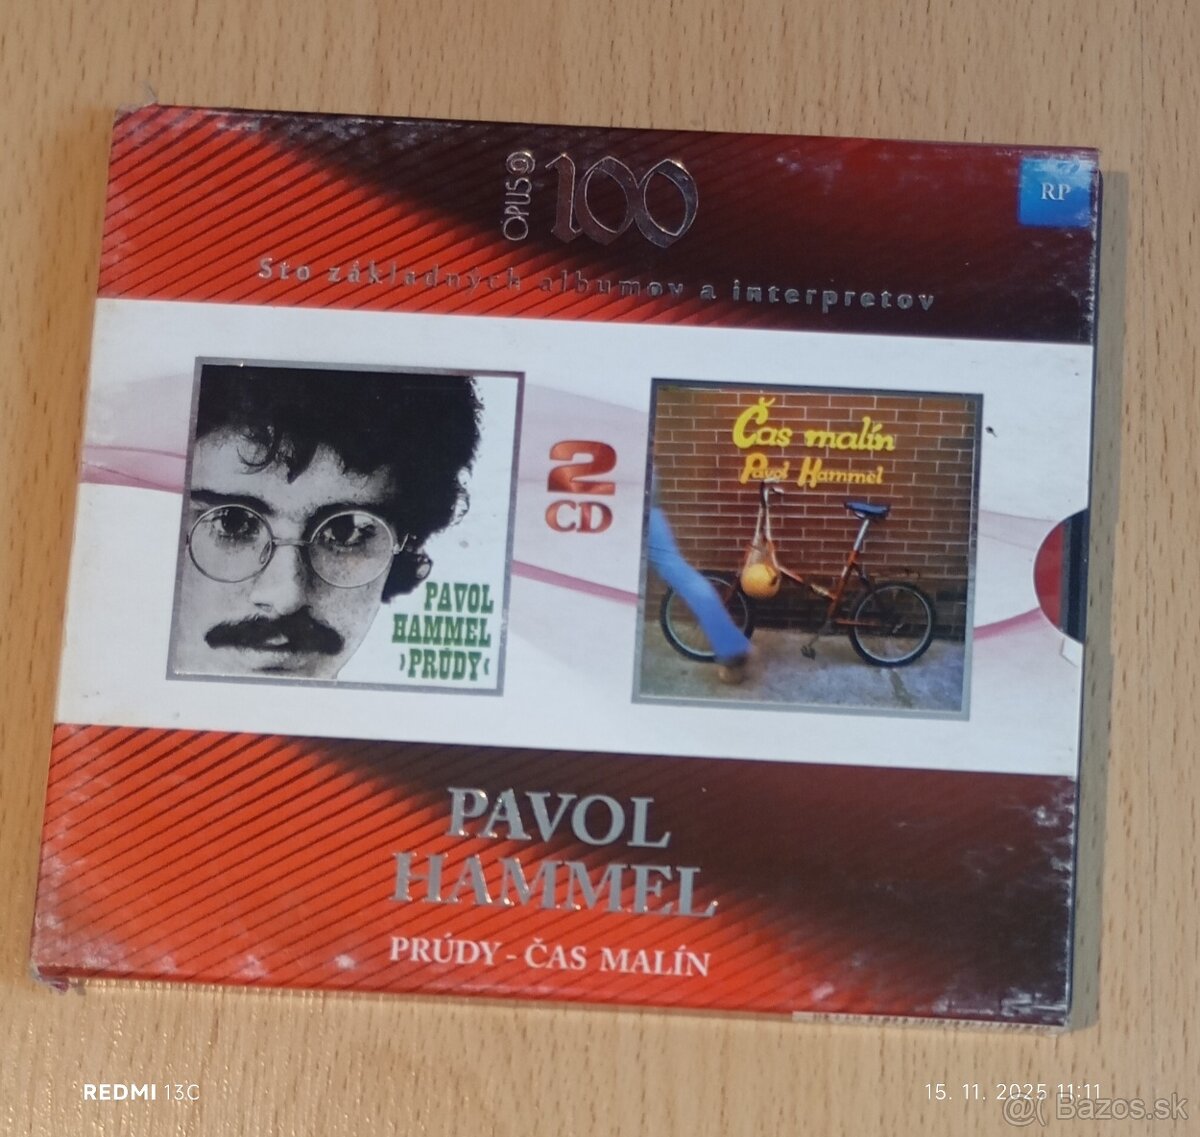 OPUS 100
RP
Sto základných albumov a interpretov
Čas malín
Pavol Hammel
2
CD
PAVOL
HAMMEL
›PRÚDY‹
PAVOL
HAMMEL
PRÚDY - ČAS MALÍN
REDMI 13C
15. 11. 2025 11:11
Bazos.sk